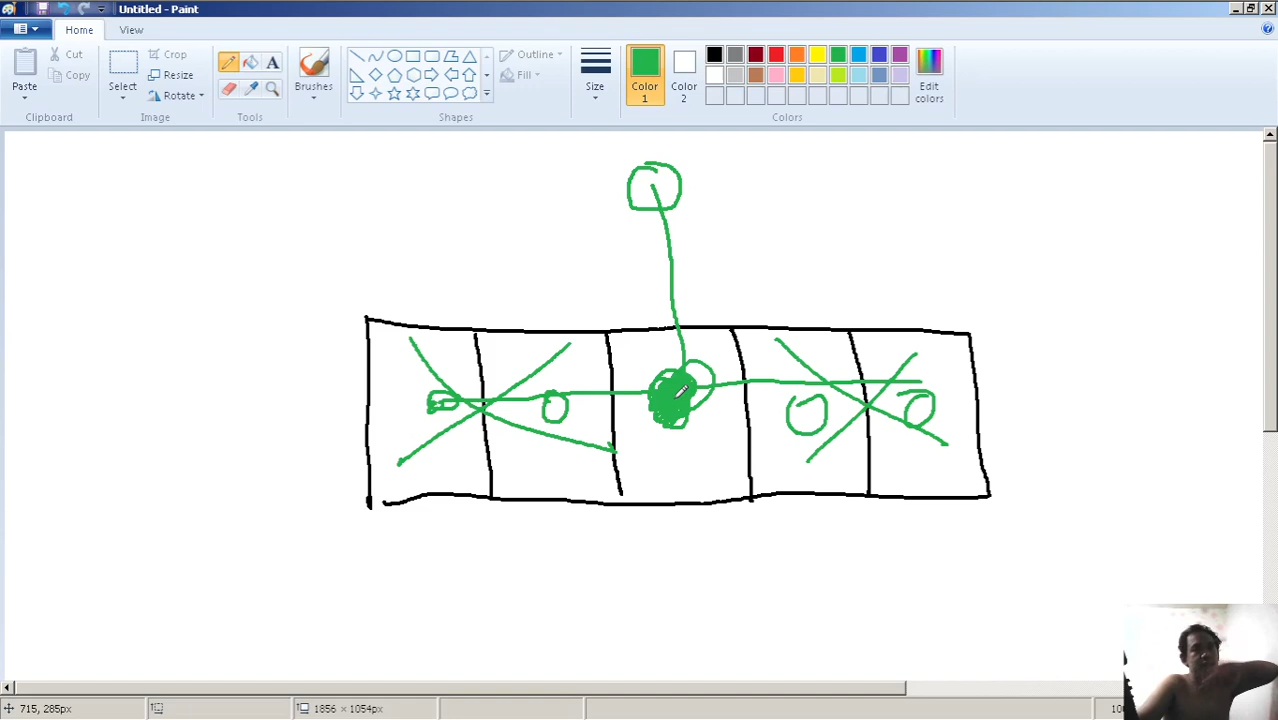 Untitled - Paint
Home View
Paste
Cut
Copy
Clipboard
Select
Crop
Resize
Rotate
Image
A
Tools
Brushes
Outline
Fill
Shapes
Size
Color
1
Color
2
Edit
colors
Colors
715, 285px
1856 × 1054px